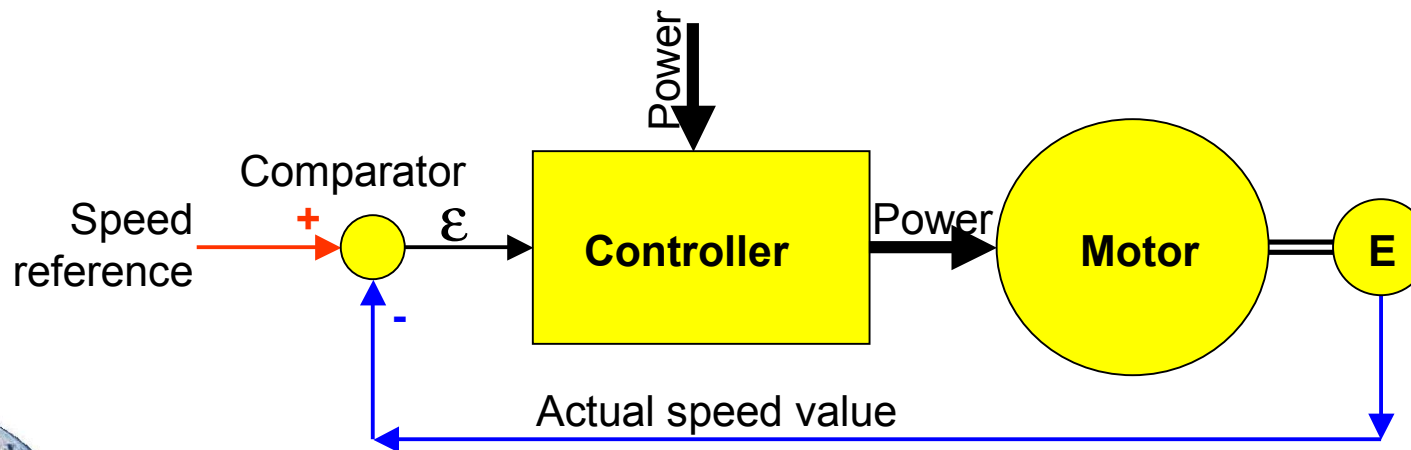 Power
Comparator
Speed
reference
+
ε
-
Controller
Power
Motor
E
Actual speed value